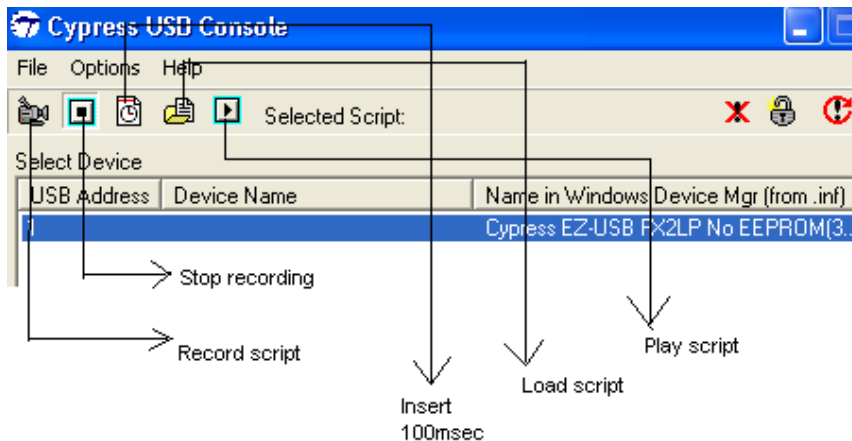 Cypress USB Console
File Options Help
Selected Script:
Select Device
USB Address Device Name Name in Windows Device Mgr (from .inf)
1 Cypress EZ-USB FX2LP No EEPROM(3...
Stop recording
Record script
Play script
Load script
Insert
100msec